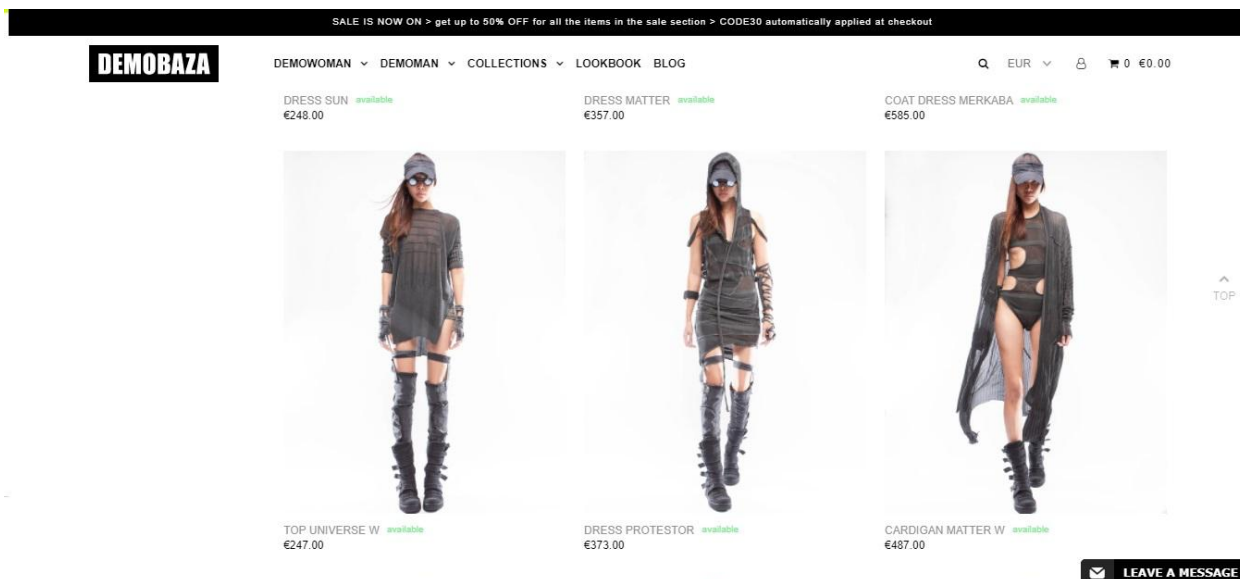 SALE IS NOW ON > get up to 50% OFF for all the items in the sale section > CODE30 automatically applied at checkout
DEMOBAZA
DEMOWOMAN DEMOMAN COLLECTIONS LOOKBOOK BLOG
EUR
0 €0.00
DRESS SUN available
€248.00
DRESS MATTER available
€357.00
COAT DRESS MERKABA available
€585.00
TOP
TOP UNIVERSE W available
€247.00
DRESS PROTESTOR available
€373.00
CARDIGAN MATTER W available
€487.00
LEAVE A MESSAGE